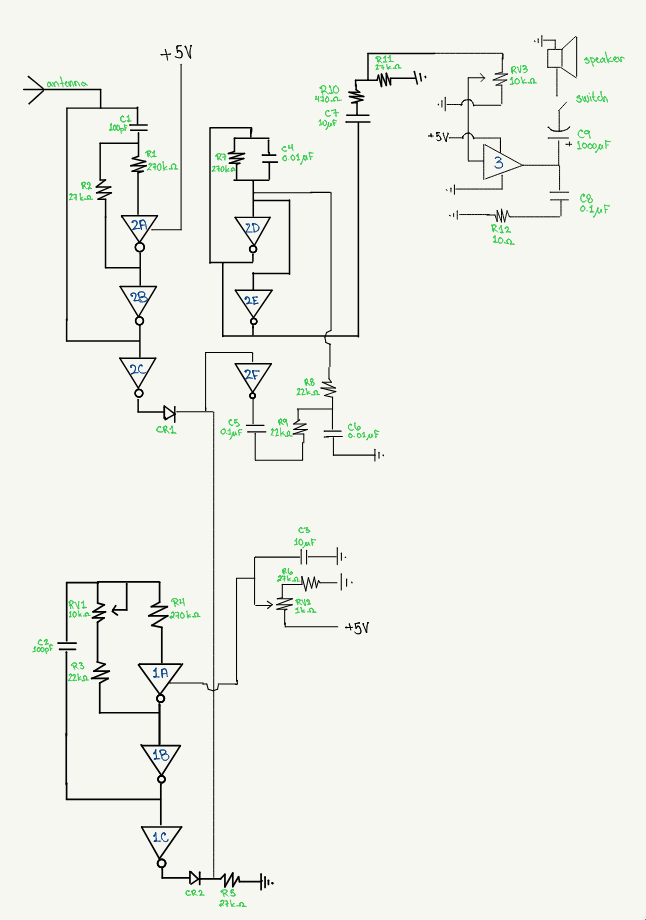 +5V
antenna
C1
100pF
R1
270kΩ
R2
27kΩ
2A
2B
2C
CR1
R7
270kΩ
C4
0.01µF
2D
2E
2F
C5
0.1µF
R9
22kΩ
R8
22kΩ
C6
0.01µF
R11
27kΩ
R10
470Ω
C7
10µF
RV3
10kΩ
speaker
switch
+5V
3
C9
+
1000µF
C8
0.1µF
R12
10Ω
C3
10µF
R6
27kΩ
RV2
1kΩ
+5V
RV1
10kΩ
R4
270kΩ
C2
100pF
R3
22kΩ
1A
1B
1C
CR2
R5
27kΩ